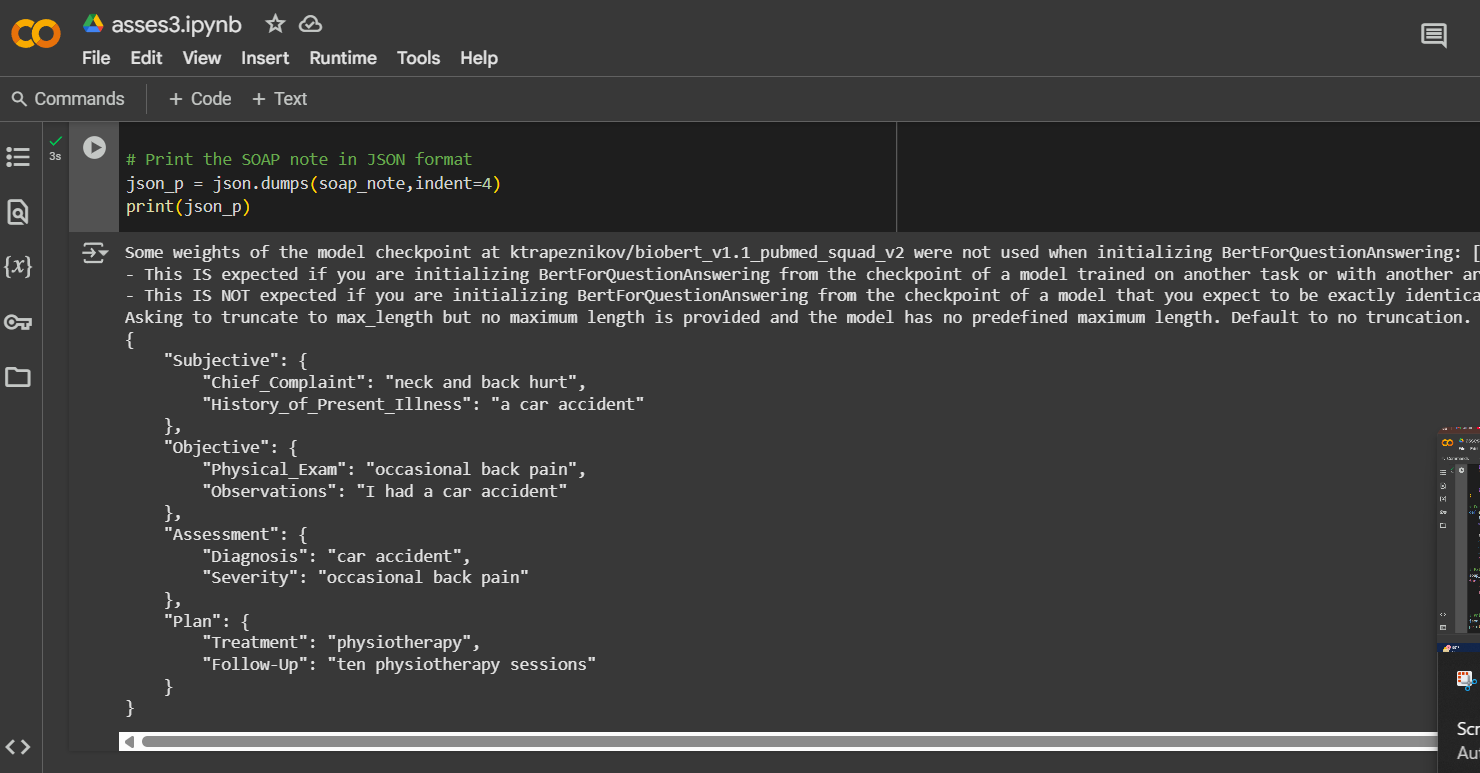 asses3.ipynb
File Edit View Insert Runtime Tools Help
Commands + Code + Text
3s
# Print the SOAP note in JSON format
json_p = json.dumps(soap_note,indent=4)
print(json_p)
Some weights of the model checkpoint at ktrapeznikov/biobert_v1.1_pubmed_squad_v2 were not used when initializing BertForQuestionAnswering: [
- This IS expected if you are initializing BertForQuestionAnswering from the checkpoint of a model trained on another task or with another ar
- This IS NOT expected if you are initializing BertForQuestionAnswering from the checkpoint of a model that you expect to be exactly identica
Asking to truncate to max_length but no maximum length is provided and the model has no predefined maximum length. Default to no truncation.
{
    "Subjective": {
        "Chief_Complaint": "neck and back hurt",
        "History_of_Present_Illness": "a car accident"
    },
    "Objective": {
        "Physical_Exam": "occasional back pain",
        "Observations": "I had a car accident"
    },
    "Assessment": {
        "Diagnosis": "car accident",
        "Severity": "occasional back pain"
    },
    "Plan": {
        "Treatment": "physiotherapy",
        "Follow-Up": "ten physiotherapy sessions"
    }
}
Scr
Au